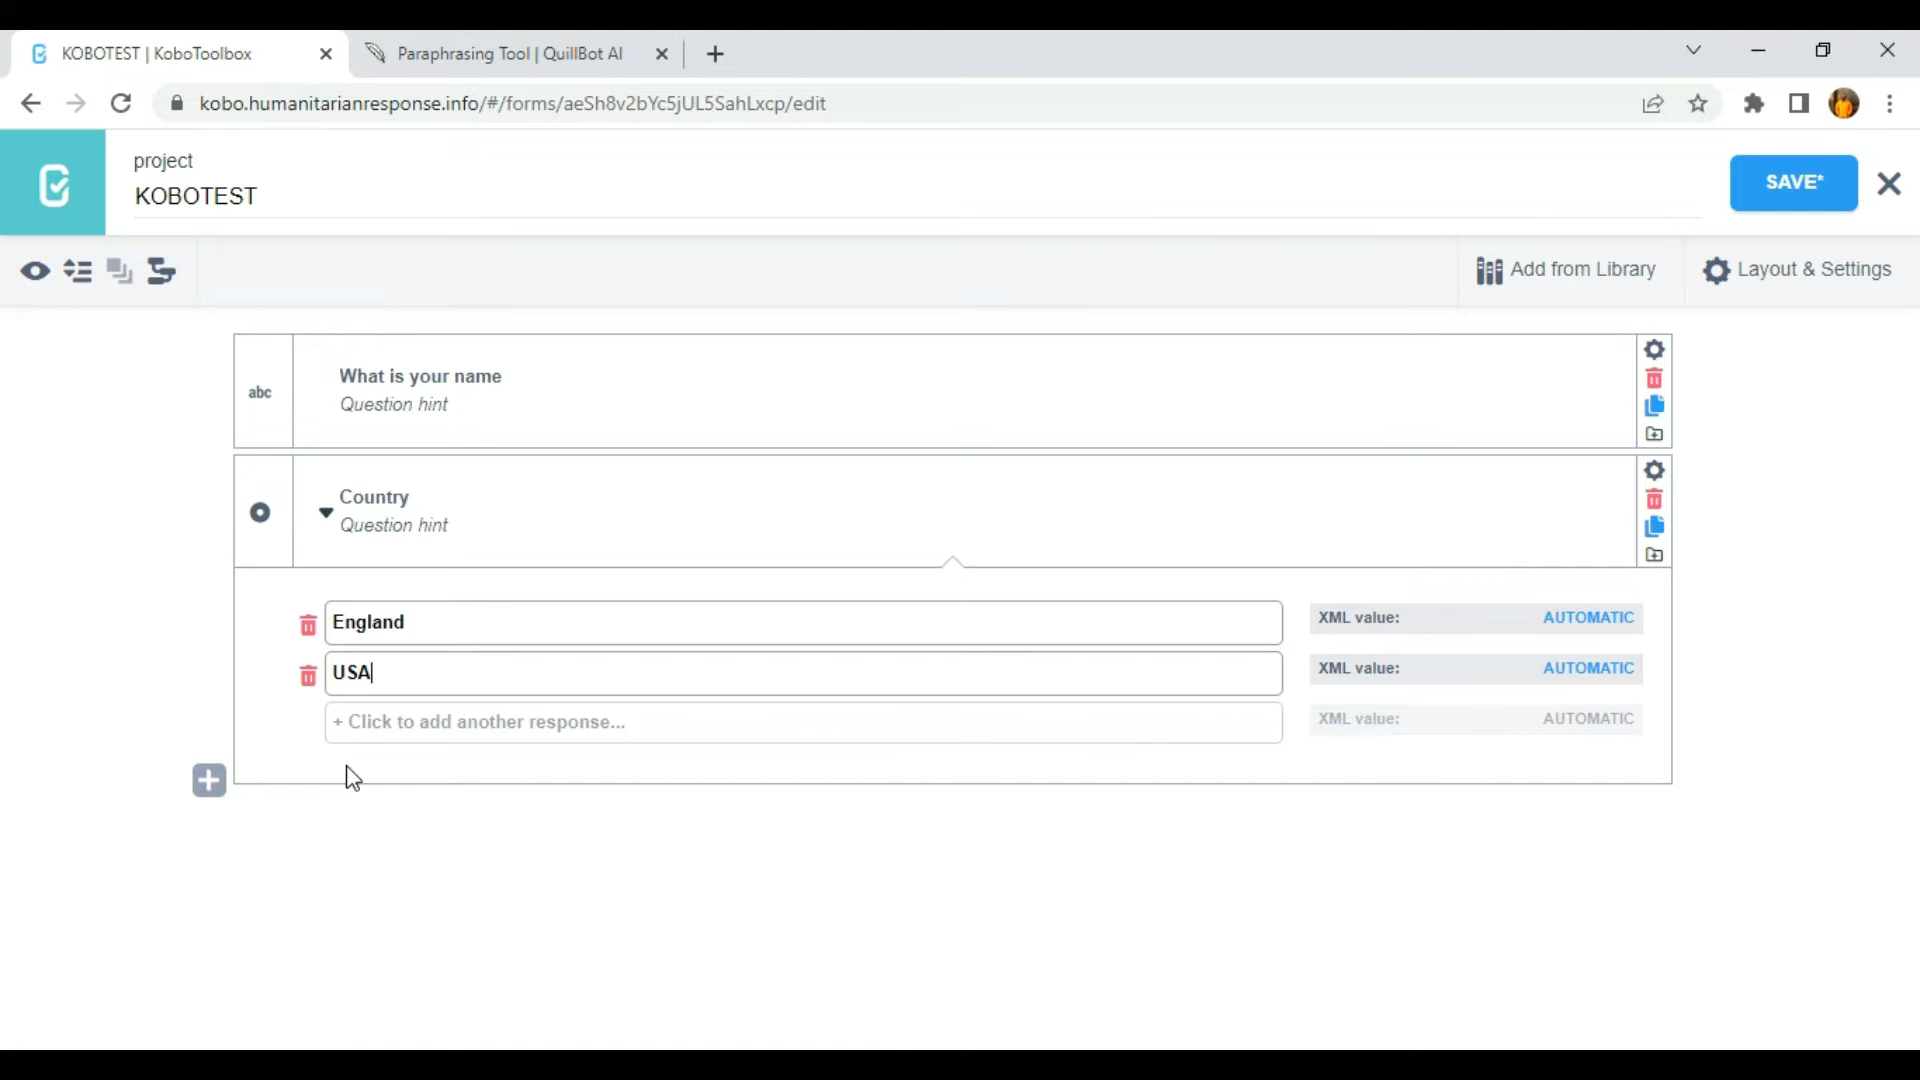 KOBOTEST | KoboToolbox
Paraphrasing Tool | QuillBot AI
kobo.humanitarianresponse.info/#/forms/aeSh8v2bYc5jUL5SahLxcp/edit
project
KOBOTEST
SAVE*
Add from Library
Layout & Settings
abc
What is your name
Question hint
Country
Question hint
England
XML value: AUTOMATIC
USA
XML value: AUTOMATIC
+ Click to add another response...
XML value: AUTOMATIC